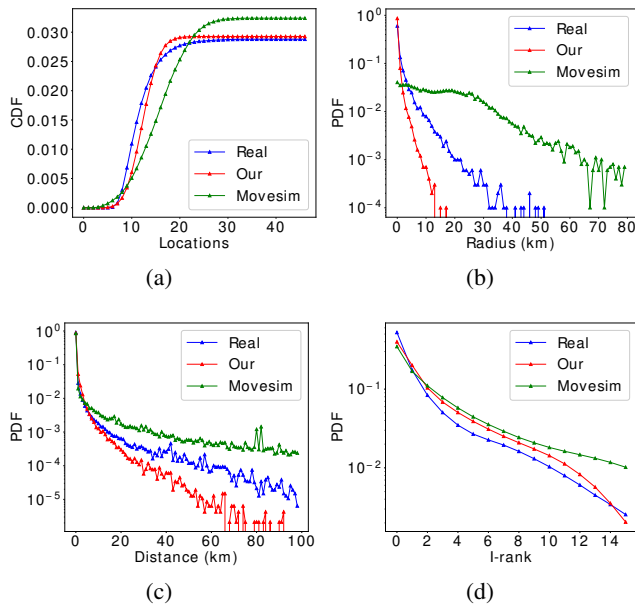 0.030
0.025
0.020
0.015
0.010
0.005
0.000
CDF
0 10 20 30 40
Locations
Real
Our
Movesim
(a)
10^0
10^-1
10^-2
10^-3
10^-4
PDF
0 10 20 30 40 50 60 70 80
Radius (km)
Real
Our
Movesim
(b)
10^0
10^-1
10^-2
10^-3
10^-4
10^-5
PDF
0 20 40 60 80 100
Distance (km)
Real
Our
Movesim
(c)
10^-1
10^-2
PDF
0 2 4 6 8 10 12 14
I-rank
Real
Our
Movesim
(d)